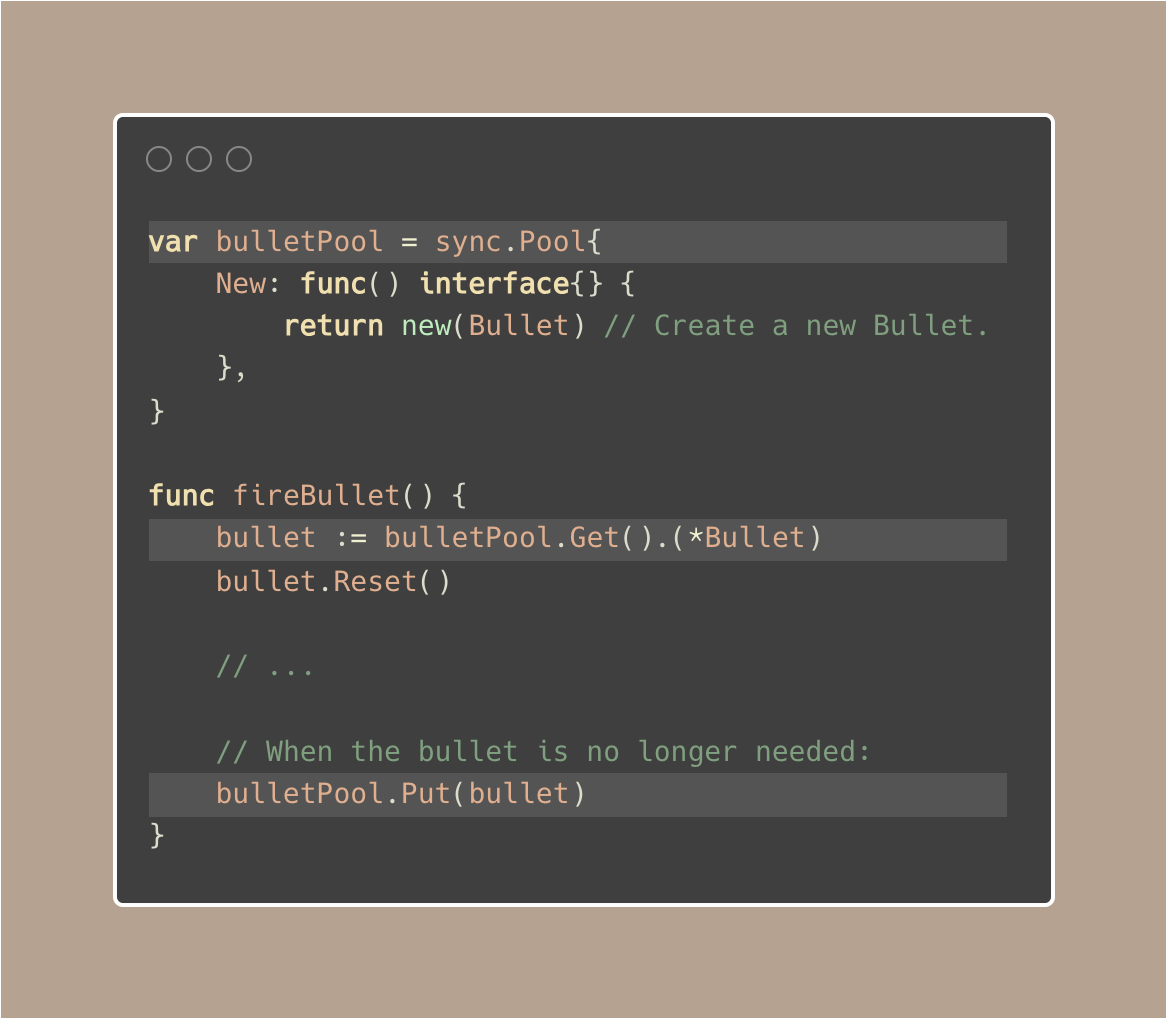 var bulletPool = sync.Pool{
    New: func() interface{} {
        return new(Bullet) // Create a new Bullet.
    },
}

func fireBullet() {
    bullet := bulletPool.Get().(*Bullet)
    bullet.Reset()

    // ...

    // When the bullet is no longer needed:
    bulletPool.Put(bullet)
}